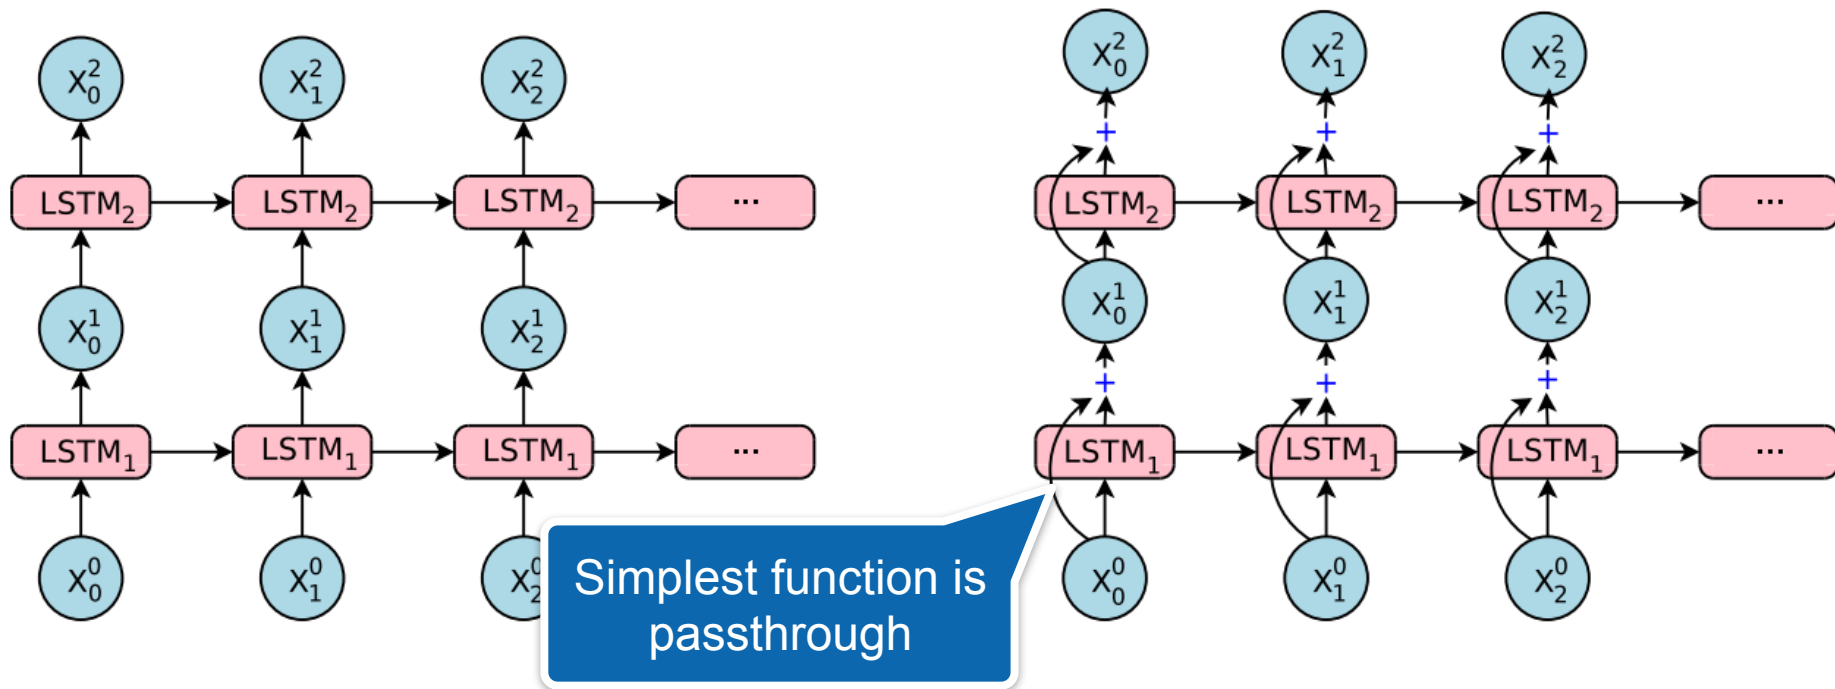 X₀² X₁² X₂² X₀² X₁² X₂²
+ + +
LSTM₂ LSTM₂ LSTM₂ ... LSTM₂ LSTM₂ LSTM₂ ...
X₀¹ X₁¹ X₂¹ X₀¹ X₁¹ X₂¹
+ + +
LSTM₁ LSTM₁ LSTM₁ ... LSTM₁ LSTM₁ LSTM₁ ...
X₀⁰ X₁⁰ X₂⁰ X₀⁰ X₁⁰ X₂⁰
Simplest function is
passthrough